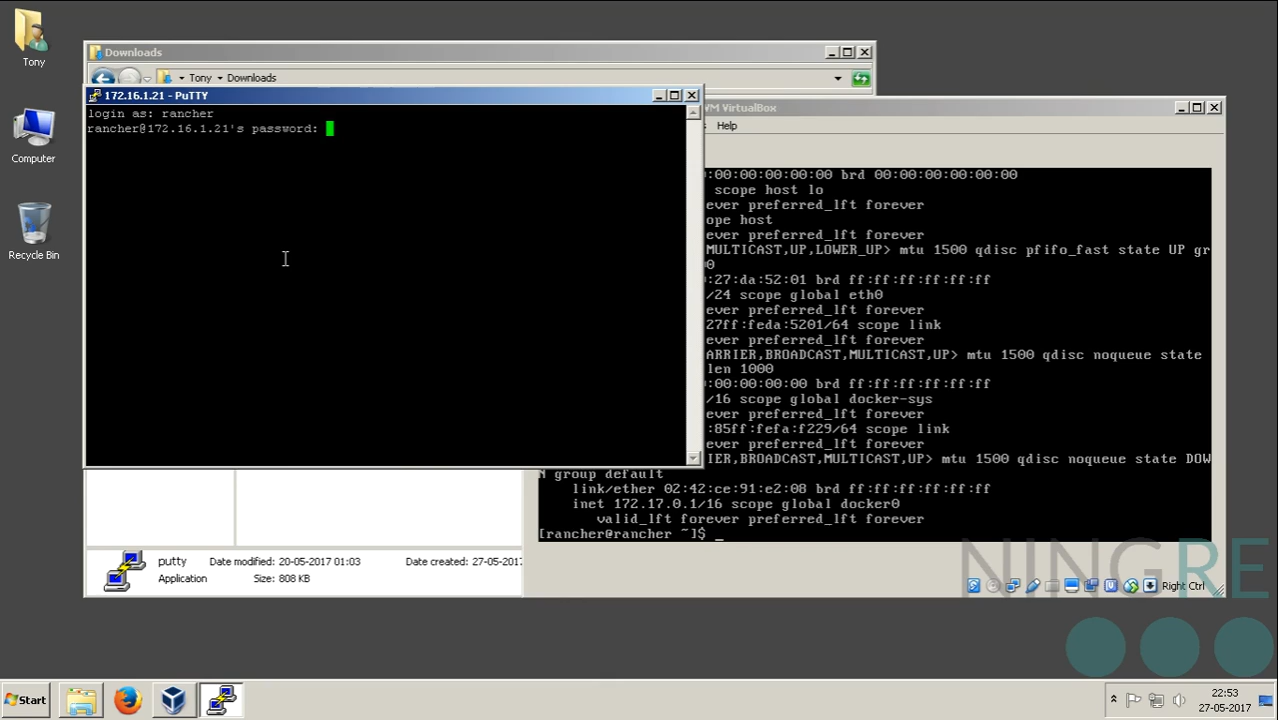 Tony
Computer
Recycle Bin
Downloads
Tony
Downloads
172.16.1.21 - PuTTY
login as: rancher
rancher@172.16.1.21's password:
VM VirtualBox
Help
:00:00:00:00:00 brd 00:00:00:00:00:00
scope host lo
ever preferred_lft forever
ope host
ever preferred_lft forever
MULTICAST,UP,LOWER_UP> mtu 1500 qdisc pfifo_fast state UP gr
0
:27:da:52:01 brd ff:ff:ff:ff:ff:ff
/24 scope global eth0
ever preferred_lft forever
27ff:feda:5201/64 scope link
ever preferred_lft forever
ARRIER,BROADCAST,MULTICAST,UP> mtu 1500 qdisc noqueue state
len 1000
:00:00:00:00 brd ff:ff:ff:ff:ff:ff
/16 scope global docker-sys
ever preferred_lft forever
:85ff:fefa:f229/64 scope link
ever preferred_lft forever
IER,BROADCAST,MULTICAST,UP> mtu 1500 qdisc noqueue state DOW
N group default
link/ether 02:42:ce:91:e2:08 brd ff:ff:ff:ff:ff:ff
inet 172.17.0.1/16 scope global docker0
valid_lft forever preferred_lft forever
[rancher@rancher ~]$ _
putty
Date modified: 20-05-2017 01:03
Date created: 27-05-2017
Application
Size: 808 KB
Right Ctrl
NINGRE
Start
22:53
27-05-2017